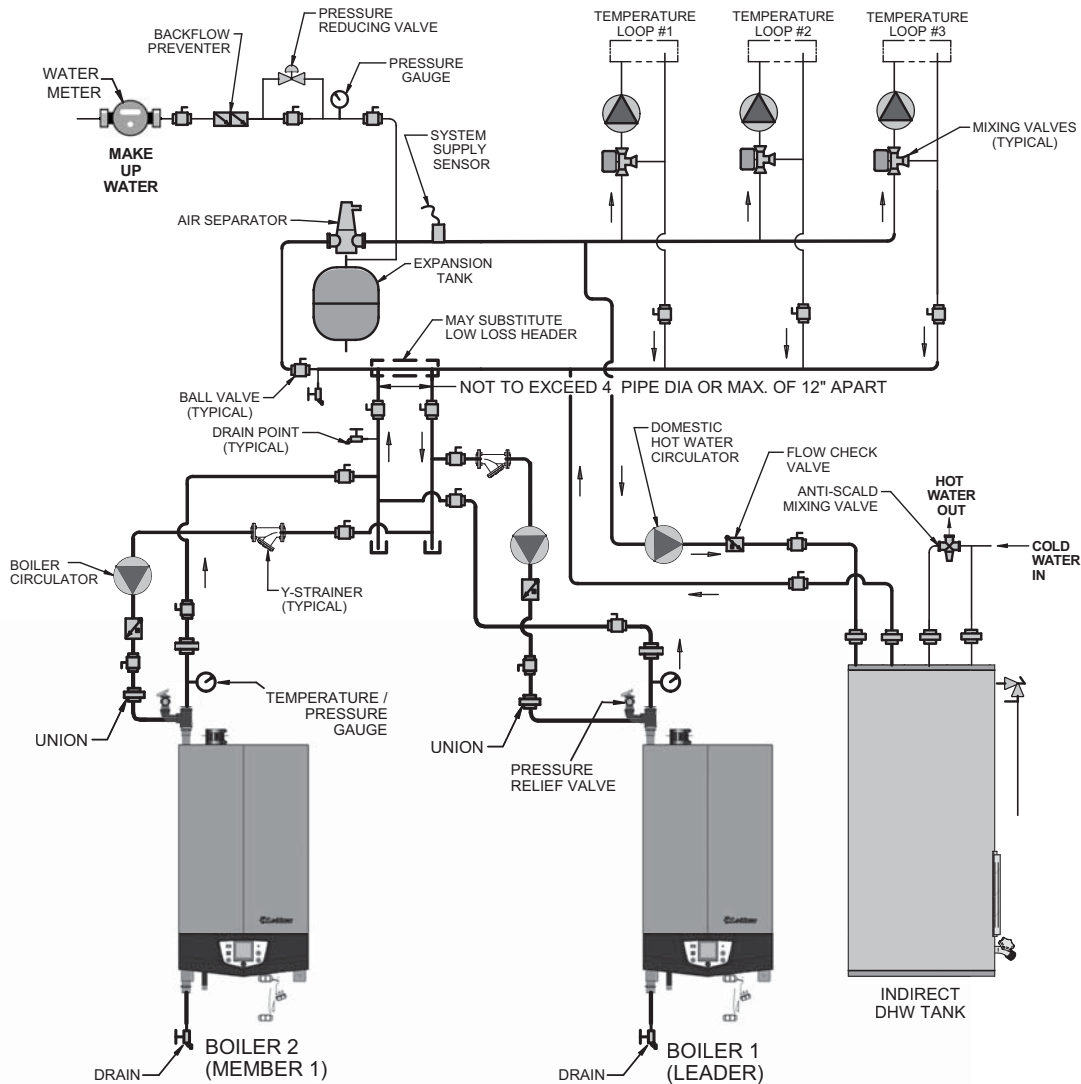 PRESSURE
REDUCING VALVE
BACKFLOW
PREVENTER
PRESSURE
GAUGE
WATER
METER
MAKE
UP
WATER
SYSTEM
SUPPLY
SENSOR
TEMPERATURE
LOOP #1
TEMPERATURE
LOOP #2
TEMPERATURE
LOOP #3
MIXING VALVES
(TYPICAL)
AIR SEPARATOR
EXPANSION
TANK
MAY SUBSTITUTE
LOW LOSS HEADER
NOT TO EXCEED 4 PIPE DIA OR MAX. OF 12" APART
BALL VALVE
(TYPICAL)
DRAIN POINT
(TYPICAL)
DOMESTIC
HOT WATER
CIRCULATOR
FLOW CHECK
VALVE
ANTI-SCALD
MIXING VALVE
HOT
WATER
OUT
COLD
WATER
IN
BOILER
CIRCULATOR
Y-STRAINER
(TYPICAL)
TEMPERATURE /
PRESSURE
GAUGE
UNION
UNION
PRESSURE
RELIEF VALVE
Lochinvar
Lochinvar
INDIRECT
DHW TANK
BOILER 2
(MEMBER 1)
DRAIN
BOILER 1
(LEADER)
DRAIN